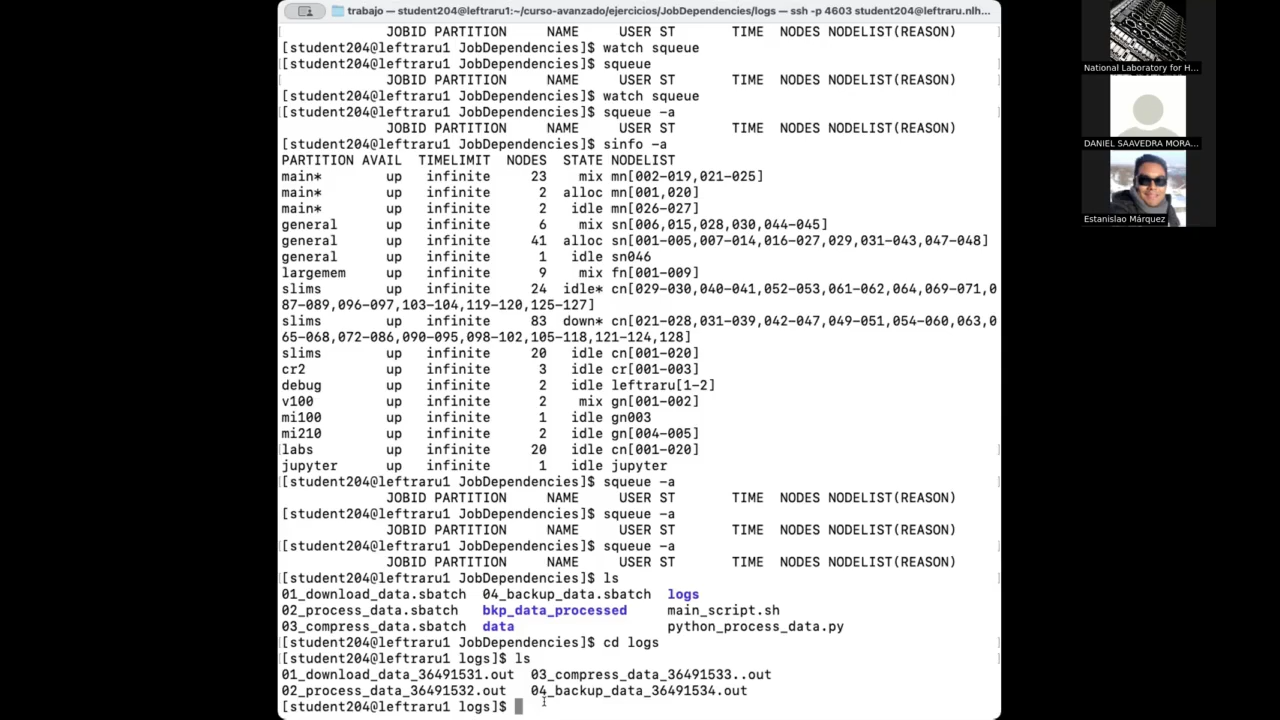 trabajo — student204@leftraru1:~/curso-avanzado/ejercicios/JobDependencies/logs — ssh -p 4603 student204@leftraru.nlh...
JOBID PARTITION NAME USER ST TIME NODES NODELIST(REASON)
[student204@leftraru1 JobDependencies]$ watch squeue
[student204@leftraru1 JobDependencies]$ squeue
JOBID PARTITION NAME USER ST TIME NODES NODELIST(REASON)
[student204@leftraru1 JobDependencies]$ watch squeue
[student204@leftraru1 JobDependencies]$ squeue -a
JOBID PARTITION NAME USER ST TIME NODES NODELIST(REASON)
[student204@leftraru1 JobDependencies]$ sinfo -a
PARTITION AVAIL TIMELIMIT NODES STATE NODELIST
main* up infinite 23 mix mn[002-019,021-025]
main* up infinite 2 alloc mn[001,020]
main* up infinite 2 idle mn[026-027]
general up infinite 6 mix sn[006,015,028,030,044-045]
general up infinite 41 alloc sn[001-005,007-014,016-027,029,031-043,047-048]
general up infinite 1 idle sn046
largemem up infinite 9 mix fn[001-009]
slims up infinite 24 idle* cn[029-030,040-041,052-053,061-062,064,069-071,0
87-089,096-097,103-104,119-120,125-127]
slims up infinite 83 down* cn[021-028,031-039,042-047,049-051,054-060,063,0
65-068,072-086,090-095,098-102,105-118,121-124,128]
slims up infinite 20 idle cn[001-020]
cr2 up infinite 3 idle cr[001-003]
debug up infinite 2 idle leftraru[1-2]
v100 up infinite 2 mix gn[001-002]
mi100 up infinite 1 idle gn003
mi210 up infinite 2 idle gn[004-005]
labs up infinite 20 idle cn[001-020]
jupyter up infinite 1 idle jupyter
[student204@leftraru1 JobDependencies]$ squeue -a
JOBID PARTITION NAME USER ST TIME NODES NODELIST(REASON)
[student204@leftraru1 JobDependencies]$ squeue -a
JOBID PARTITION NAME USER ST TIME NODES NODELIST(REASON)
[student204@leftraru1 JobDependencies]$ squeue -a
JOBID PARTITION NAME USER ST TIME NODES NODELIST(REASON)
[student204@leftraru1 JobDependencies]$ ls
01_download_data.sbatch 04_backup_data.sbatch logs
02_process_data.sbatch bkp_data_processed main_script.sh
03_compress_data.sbatch data python_process_data.py
[student204@leftraru1 JobDependencies]$ cd logs
[student204@leftraru1 logs]$ ls
01_download_data_36491531.out 03_compress_data_36491533..out
02_process_data_36491532.out 04_backup_data_36491534.out
[student204@leftraru1 logs]$
National Laboratory for H...
DANIEL SAAVEDRA MORA...
Estanislao Márquez